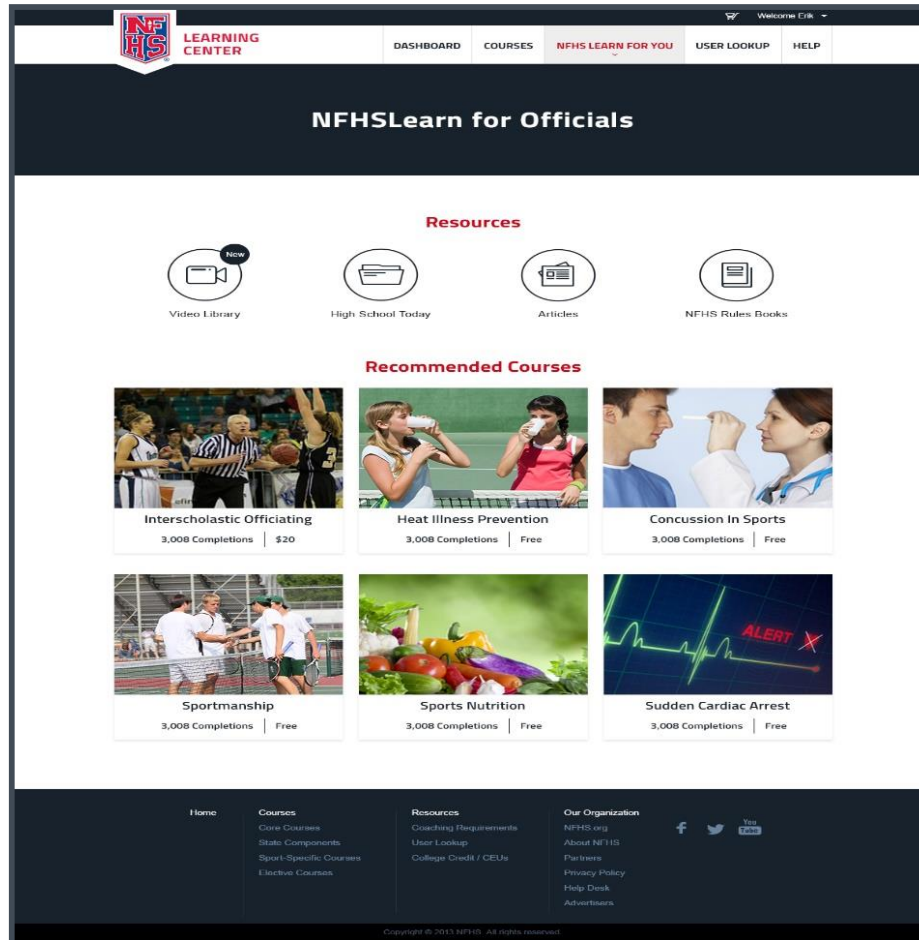 Welcome Erik
NFHS
LEARNING
CENTER
DASHBOARD COURSES NFHS LEARN FOR YOU USER LOOKUP HELP
NFHSLearn for Officials
Resources
New
Video Library High School Today Articles NFHS Rules Books
Recommended Courses
Interscholastic Officiating Heat Illness Prevention Concussion In Sports
3,008 Completions | $20 3,008 Completions | Free 3,008 Completions | Free
ALERT
Sportmanship Sports Nutrition Sudden Cardiac Arrest
3,008 Completions | Free 3,008 Completions | Free 3,008 Completions | Free
Home Courses Resources Our Organization
Core Courses Coaching Requirements NFHS.org
You Tube
State Components User Lookup About NFHS
Sport-Specific Courses College Credit / CEUs Partners
Elective Courses Privacy Policy
Help Desk
Advertisers
Copyright © 2013 NFHS. All rights reserved.